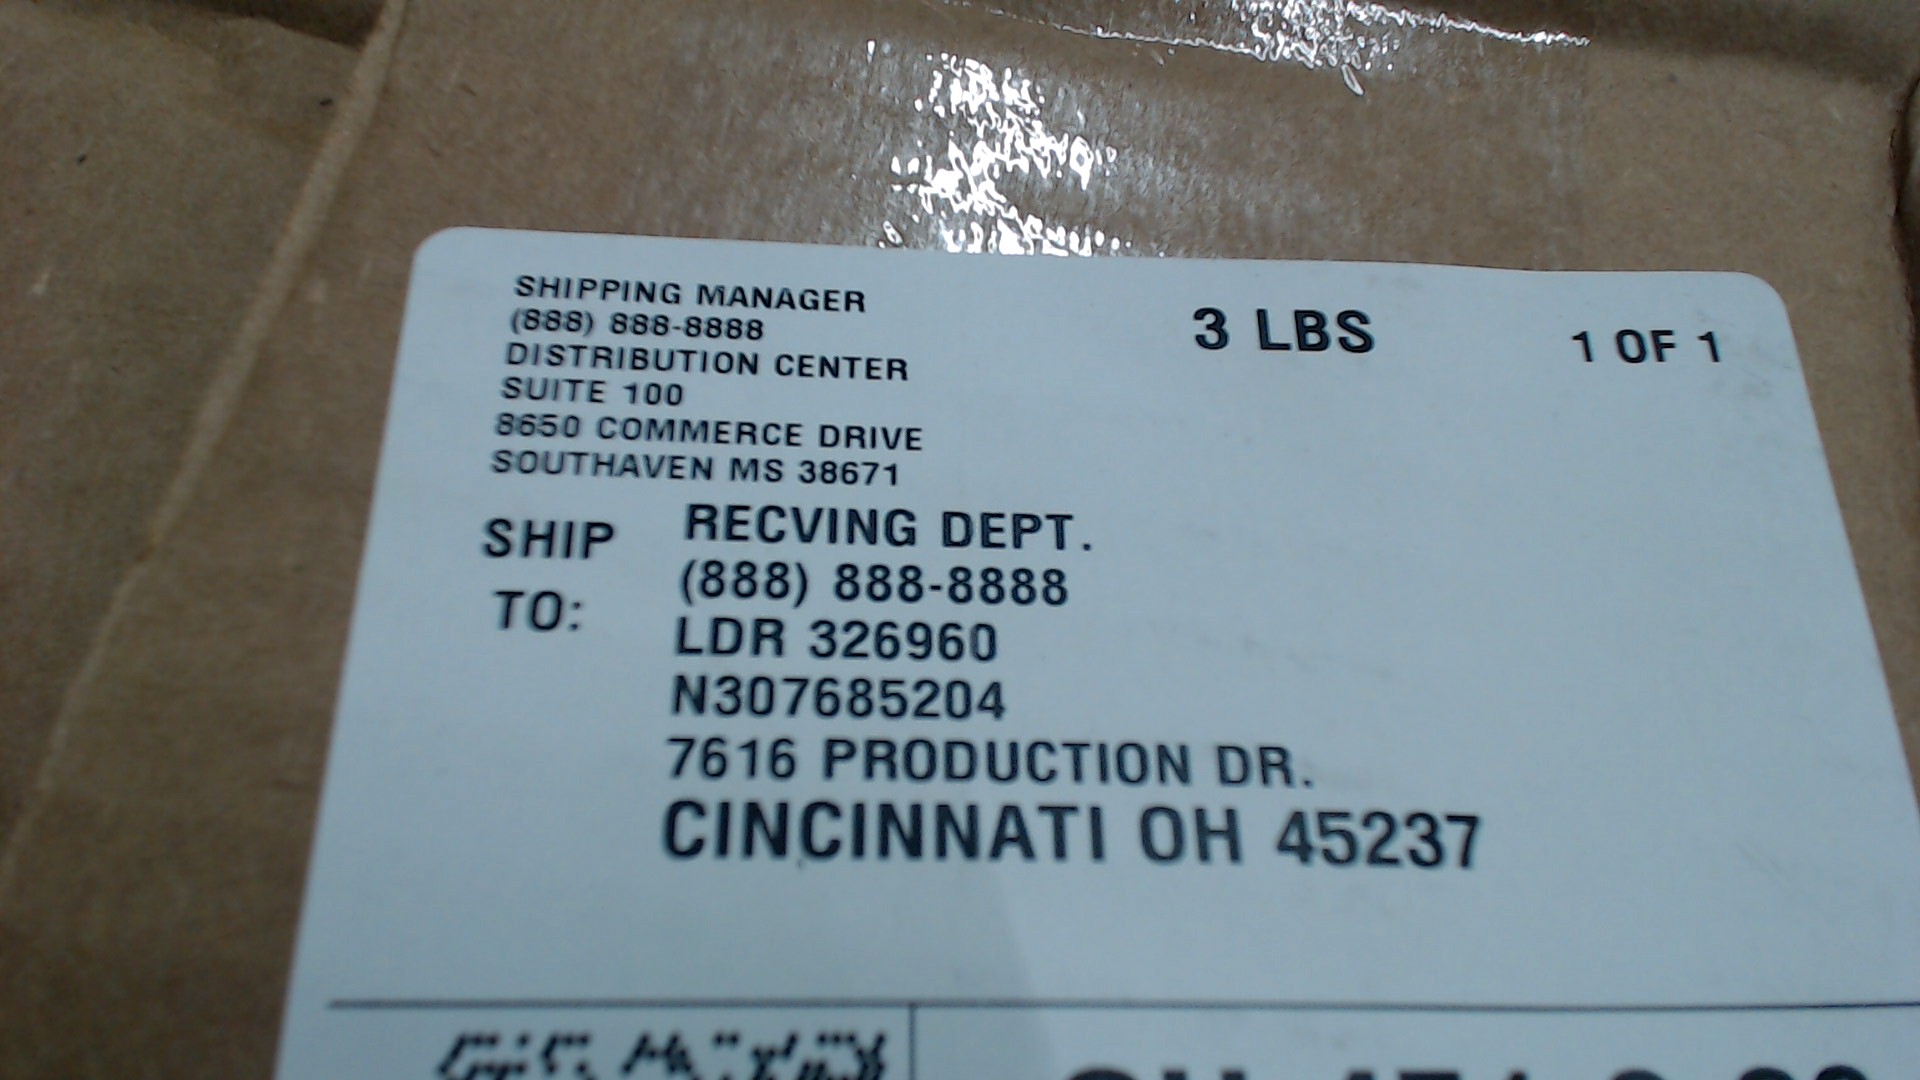 SHIPPING MANAGER
(888) 888-8888
DISTRIBUTION CENTER
SUITE 100
8650 COMMERCE DRIVE
SOUTHAVEN MS 38671
3 LBS
1 OF 1
SHIP TO:
RECVING DEPT.
(888) 888-8888
LDR 326960
N307685204
7616 PRODUCTION DR.
CINCINNATI OH 45237